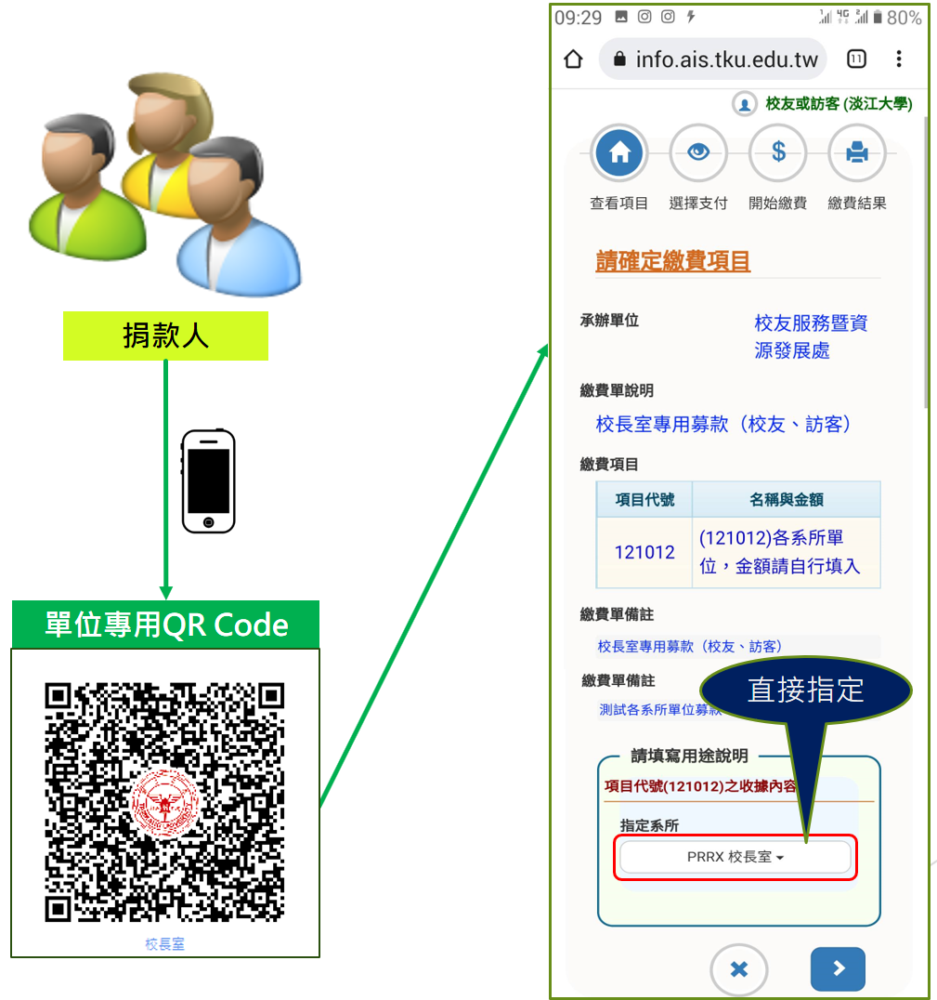 捐款人
單位專用QR Code
校長室
09:29
4G
80%
info.ais.tku.edu.tw
11
校友或訪客 (淡江大學)
查看項目
選擇支付
開始繳費
繳費結果
請確定繳費項目
承辦單位
校友服務暨資
源發展處
繳費單說明
校長室專用募款（校友、訪客）
繳費項目
項目代號
名稱與金額
121012
(121012)各系所單
位，金額請自行填入
繳費單備註
校長室專用募款（校友、訪客）
繳費單備註
測試各系所單位募款
直接指定
請填寫用途說明
項目代號(121012)之收據內容
指定系所
PRRX 校長室